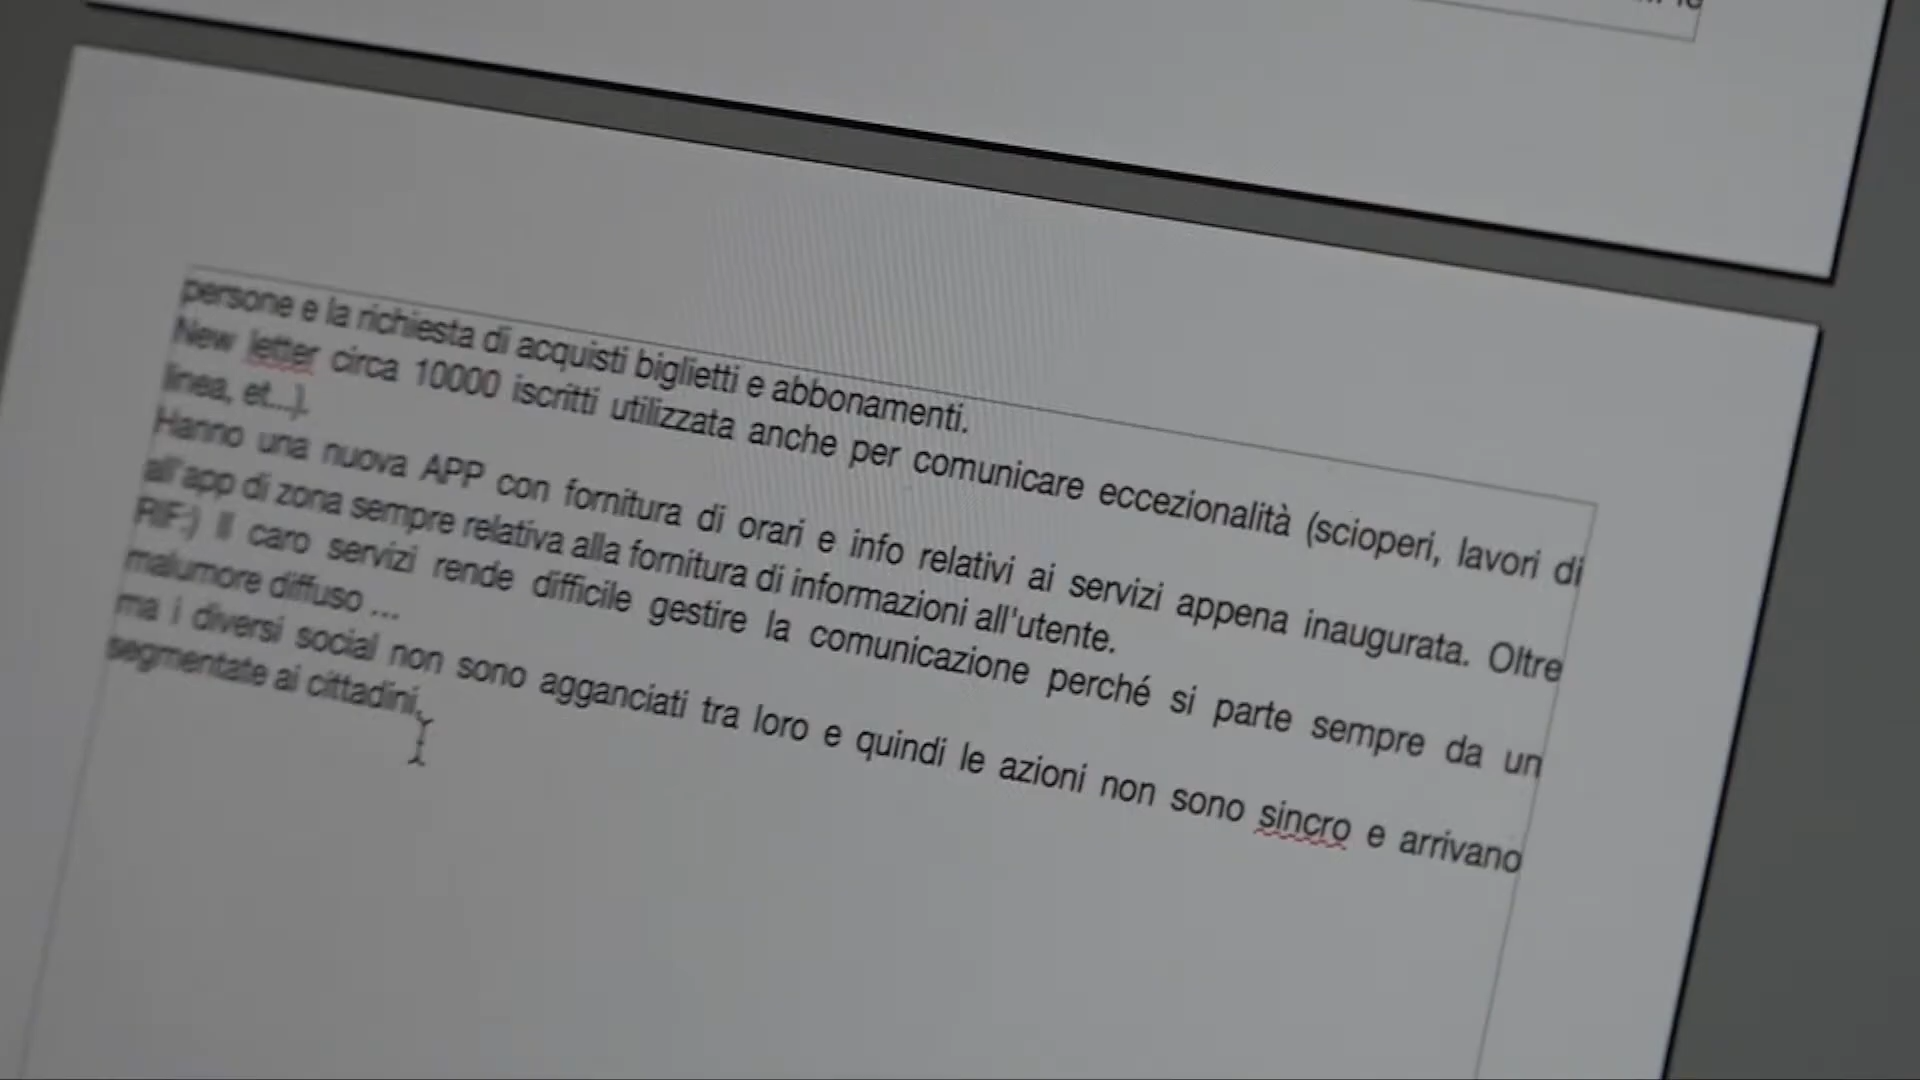 persone e la richiesta di acquisti biglietti e abbonamenti.
New letter circa 10000 iscritti utilizzata anche per comunicare eccezionalità (scioperi, lavori di
linea, et...).
Hanno una nuova APP con fornitura di orari e info relativi ai servizi appena inaugurata. Oltre
all'app di zona sempre relativa alla fornitura di informazioni all'utente.
RIF:) Il caro servizi rende difficile gestire la comunicazione perché si parte sempre da un
malumore diffuso ...
ma i diversi social non sono agganciati tra loro e quindi le azioni non sono sincro e arrivano
segmentate ai cittadini.